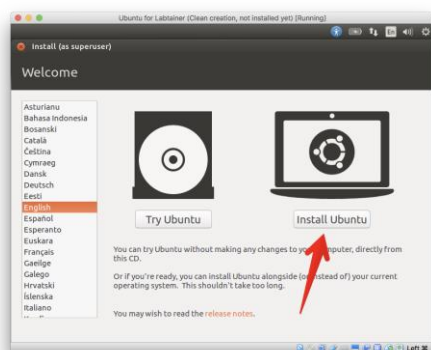 Ubuntu for Labtainer (Clean creation, not installed yet) [Running]
En
Install (as superuser)
Welcome
Asturianu
Bahasa Indonesia
Bosanski
Català
Čeština
Cymraeg
Dansk
Deutsch
Eesti
English
Español
Esperanto
Euskara
Français
Gaeilge
Galego
Hrvatski
Íslenska
Italiano
Try Ubuntu
Install Ubuntu
You can try Ubuntu without making any changes to your computer, directly from
this CD.
Or if you're ready, you can install Ubuntu alongside (or instead of) your current
operating system. This shouldn't take too long.
You may wish to read the release notes.
Left ⌘